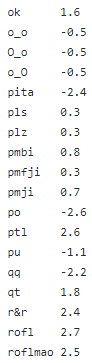 ok 1.6
o_o -0.5
O_o -0.5
o_O -0.5
pita -2.4
pls 0.3
plz 0.3
pmbi 0.8
pmfji 0.3
pmji 0.7
po -2.6
ptl 2.6
pu -1.1
qq -2.2
qt 1.8
r&r 2.4
rofl 2.7
roflmao 2.5